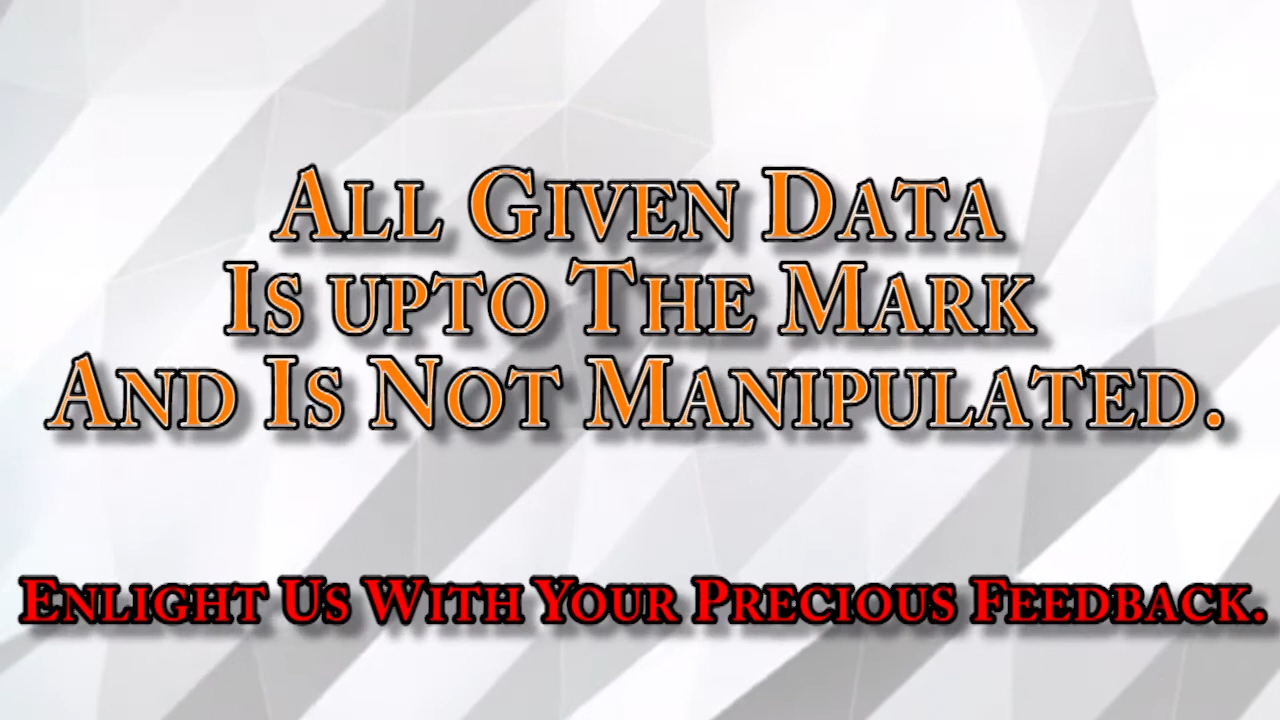 All Given Data
Is upto The Mark
And Is Not Manipulated.
Enlight Us With Your Precious Feedback.